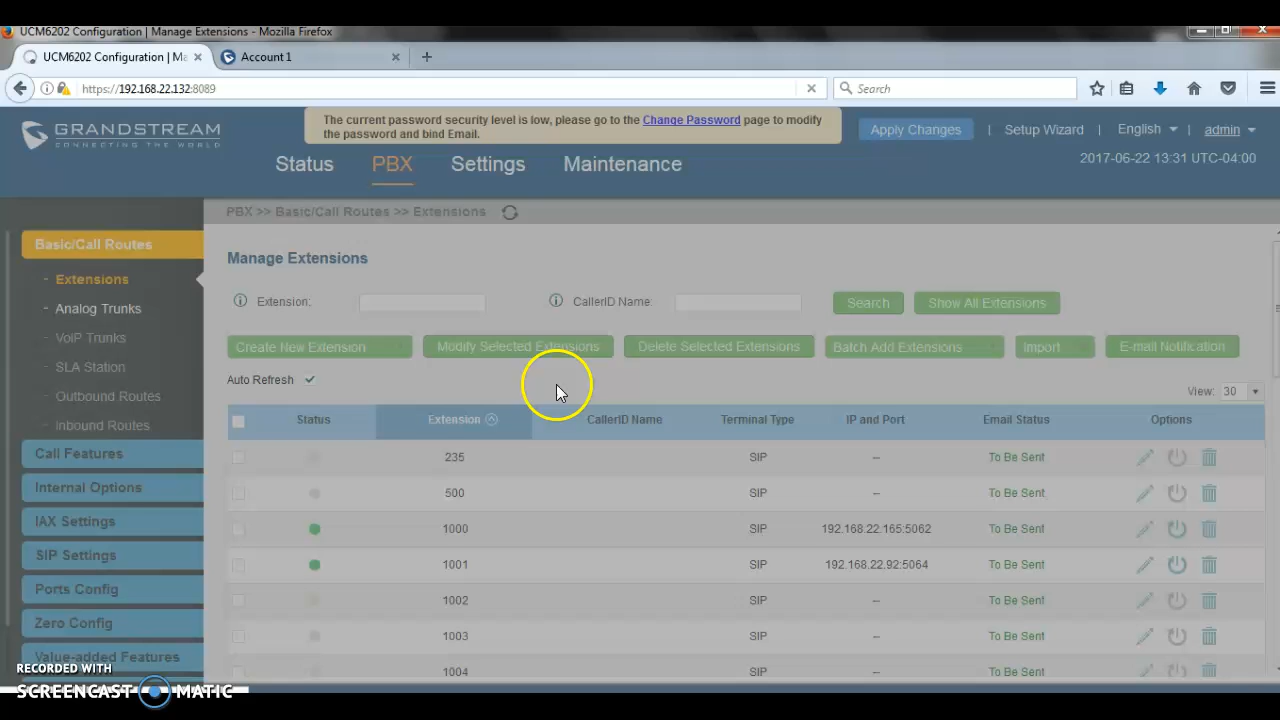 UCM6202 Configuration | Manage Extensions - Mozilla Firefox
UCM6202 Configuration | Ma
Account 1
https://192.168.22.132:8089
Search
GRANDSTREAM
CONNECTING THE WORLD
The current password security level is low, please go to the Change Password page to modify
the password and bind Email.
Apply Changes | Setup Wizard | English | admin
2017-06-22 13:31 UTC-04:00
Status PBX Settings Maintenance
PBX >> Basic/Call Routes >> Extensions
Basic/Call Routes
- Extensions
- Analog Trunks
- VoIP Trunks
- SLA Station
- Outbound Routes
- Inbound Routes
Call Features
Internal Options
IAX Settings
SIP Settings
Ports Config
Zero Config
Value-added Features
Manage Extensions
Extension: CallerID Name: Search Show All Extensions
Create New Extension Modify Selected Extensions Delete Selected Extensions Batch Add Extensions Import E-mail Notification
Auto Refresh
View: 30
Status Extension CallerID Name Terminal Type IP and Port Email Status Options
235 SIP -- To Be Sent
500 SIP -- To Be Sent
1000 SIP 192.168.22.165:5062 To Be Sent
1001 SIP 192.168.22.92:5064 To Be Sent
1002 SIP -- To Be Sent
1003 SIP -- To Be Sent
1004 SIP -- To Be Sent
RECORDED WITH
SCREENCAST MATIC